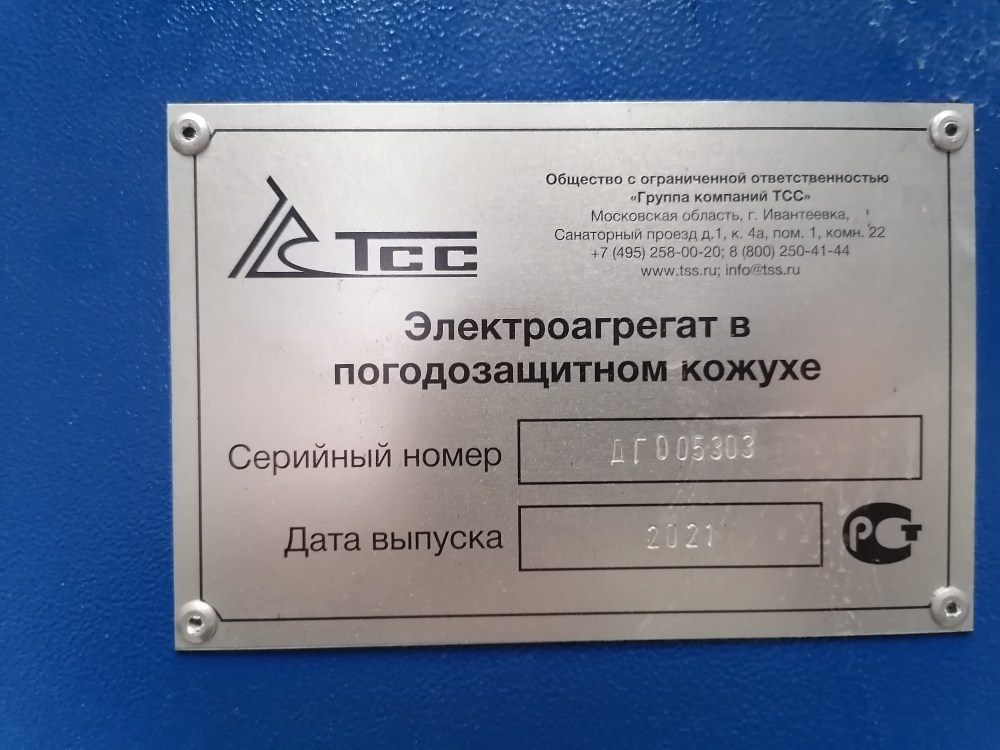 Общество с ограниченной ответственностью
«Группа компаний ТСС»
Московская область, г. Ивантеевка,
Санаторный проезд д.1, к. 4а, пом. 1, комн. 22
+7 (495) 258-00-20; 8 (800) 250-41-44
www.tss.ru; info@tss.ru
ТСС
Электроагрегат в
погодозащитном кожухе
Серийный номер ДГ005303
Дата выпуска 2021
РСТ